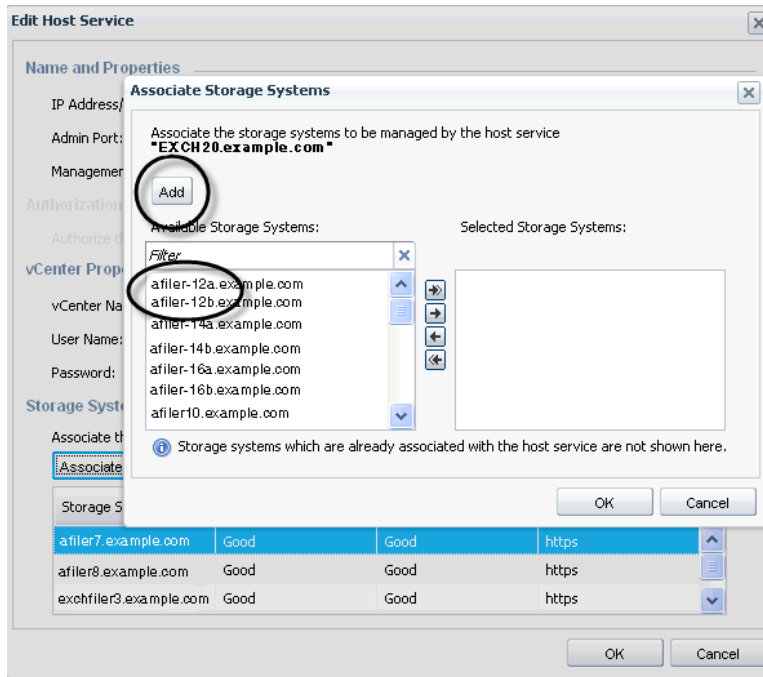 Edit Host Service
Name and Properties
IP Address/
Admin Port:
Managemen
Authorization
Authorize th
vCenter Prop
vCenter Na
User Name:
Password:
Storage Syste
Associate th
Associate
Storage S
afiler7.example.com Good Good https
afiler8.example.com Good Good https
exchfiler3.example.com Good Good https
OK Cancel
Associate Storage Systems
Associate the storage systems to be managed by the host service
"EXCH20.example.com"
Add
Available Storage Systems: Selected Storage Systems:
Filter
afiler-12a.example.com
afiler-12b.example.com
afiler-14a.example.com
afiler-14b.example.com
afiler-16a.example.com
afiler-16b.example.com
afiler10.example.com
Storage systems which are already associated with the host service are not shown here.
OK Cancel